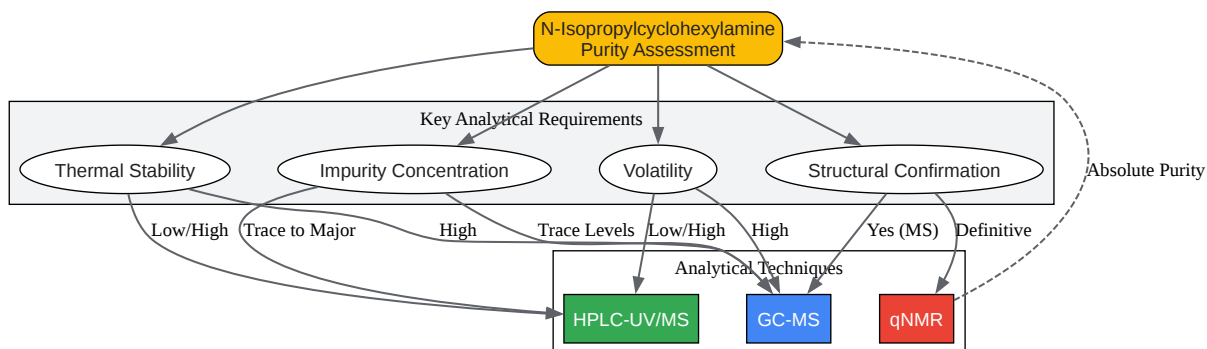 N-Isopropylcyclohexylamine
Purity Assessment
Key Analytical Requirements
Thermal Stability
Impurity Concentration
Volatility
Structural Confirmation
Absolute Purity
Low/High
Trace to Major
High
Trace Levels
Low/High
High
Yes (MS)
Definitive
Analytical Techniques
HPLC-UV/MS
GC-MS
qNMR